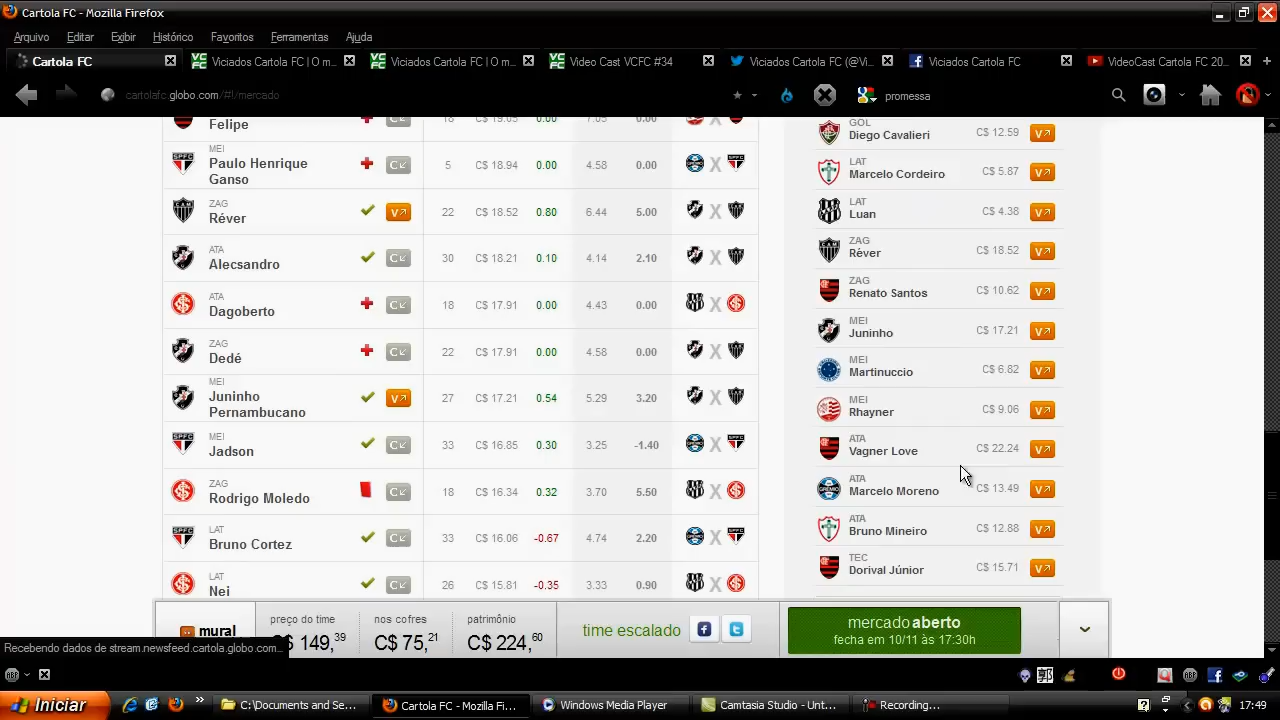 Cartola FC - Mozilla Firefox
Arquivo Editar Exibir Histórico Favoritos Ferramentas Ajuda
Cartola FC Viciados Cartola FC | O m... Viciados Cartola FC | O m... Video Cast VCFC #34 Viciados Cartola FC (@Vi... Viciados Cartola FC VideoCast Cartola FC 20...
cartolafc.globo.com/#!/mercado promessa
Felipe 18 C$ 19.05 0.00 7.05 0.00 X
MEI
Paulo Henrique Ganso C 5 C$ 18.94 0.00 4.58 0.00 X
ZAG
Réver V 22 C$ 18.52 0.80 6.44 5.00 X
ATA
Alecsandro C 30 C$ 18.21 0.10 4.14 2.10 X
ATA
Dagoberto C 18 C$ 17.91 0.00 4.43 0.00 X
ZAG
Dedé C 22 C$ 17.91 0.00 4.58 0.00 X
MEI
Juninho Pernambucano V 27 C$ 17.21 0.54 5.29 3.20 X
MEI
Jadson C 33 C$ 16.85 0.30 3.25 -1.40 X
ZAG
Rodrigo Moledo C 18 C$ 16.34 0.32 3.70 5.50 X
LAT
Bruno Cortez C 33 C$ 16.06 -0.67 4.74 2.20 X
LAT
Nei C 26 C$ 15.81 -0.35 3.33 0.90 X
GOL
Diego Cavalieri C$ 12.59 V
LAT
Marcelo Cordeiro C$ 5.87 V
LAT
Luan C$ 4.38 V
ZAG
Réver C$ 18.52 V
ZAG
Renato Santos C$ 10.62 V
MEI
Juninho C$ 17.21 V
MEI
Martinuccio C$ 6.82 V
MEI
Rhayner C$ 9.06 V
ATA
Vagner Love C$ 22.24 V
ATA
Marcelo Moreno C$ 13.49 V
ATA
Bruno Mineiro C$ 12.88 V
TEC
Dorival Júnior C$ 15.71 V
mural
preço do time nos cofres patrimônio
C$ 149,39 C$ 75,21 C$ 224,60
time escalado
mercado aberto
fecha em 10/11 às 17:30h
Recebendo dados de stream.newsfeed.cartola.globo.com...
Iniciar C:\Documents and Se... Cartola FC - Mozilla Fi... Windows Media Player Camtasia Studio - Unt... Recording... 17:49